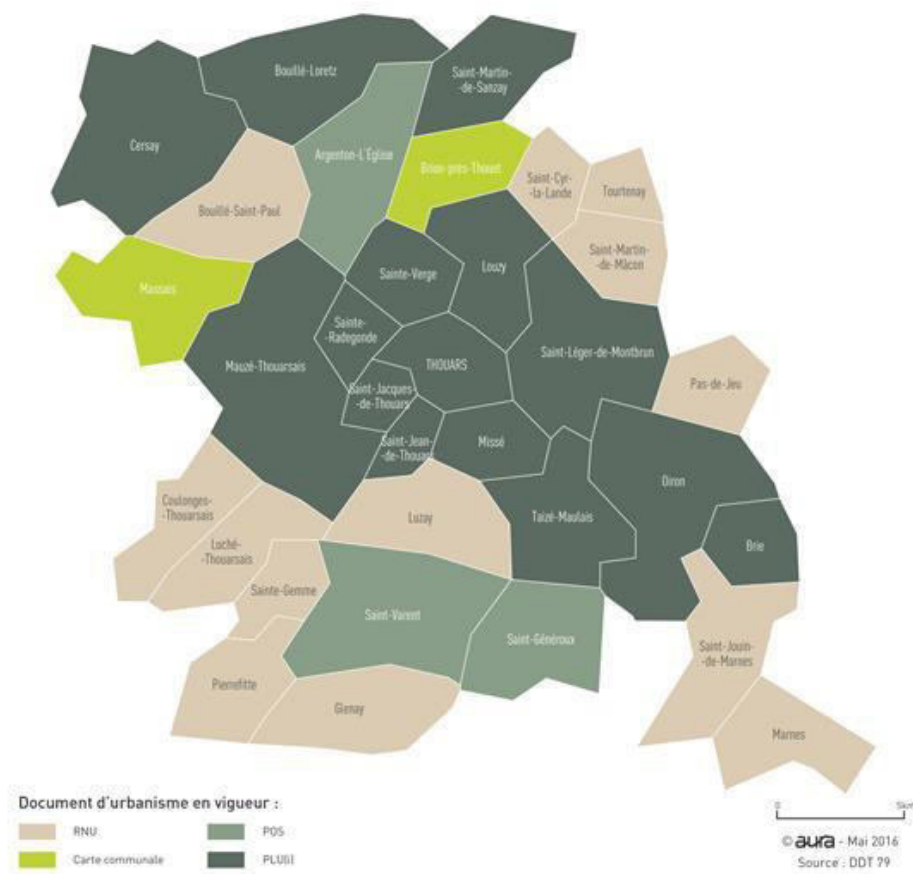 Bouillé-Loretz
Saint-Martin-
-de-Sanzay
Cersay
Argenton-L'Église
Brion-près-Thouet
Saint-Cyr-
-la-Lande
Tourtenay
Bouillé-Saint-Paul
Saint-Martin-
-de-Mâcon
Massais
Sainte-Verge
Louzy
Sainte-
-Radegonde
Mauzé-Thouarsais
THOUARS
Saint-Léger-de-Montbrun
Pas-de-Jeu
Saint-Jacques-
-de-Thouars
Saint-Jean-
-de-Thouars
Missé
Coulonges-
-Thouarsais
Luzay
Taizé-Maulais
Oiron
Brie
Luché-
-Thouarsais
Sainte-Gemme
Saint-Varent
Saint-Généroux
Saint-Jouin-
-de-Marnes
Pierrefitte
Glenay
Marnes
Document d'urbanisme en vigueur :
RNU
POS
Carte communale
PLU(i)
0 5km
© aura - Mai 2016
Source : DDT 79